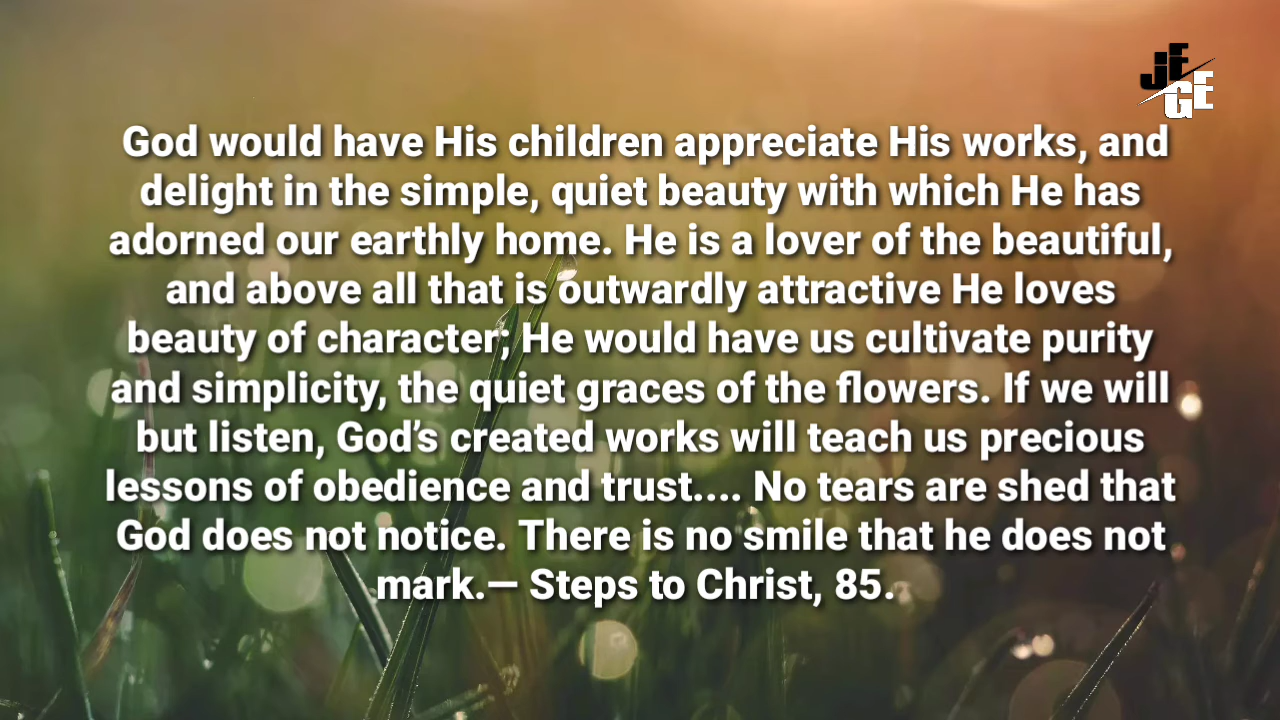 JF
GE
God would have His children appreciate His works, and
delight in the simple, quiet beauty with which He has
adorned our earthly home. He is a lover of the beautiful,
and above all that is outwardly attractive He loves
beauty of character; He would have us cultivate purity
and simplicity, the quiet graces of the flowers. If we will
but listen, God’s created works will teach us precious
lessons of obedience and trust.... No tears are shed that
God does not notice. There is no smile that he does not
mark.— Steps to Christ, 85.